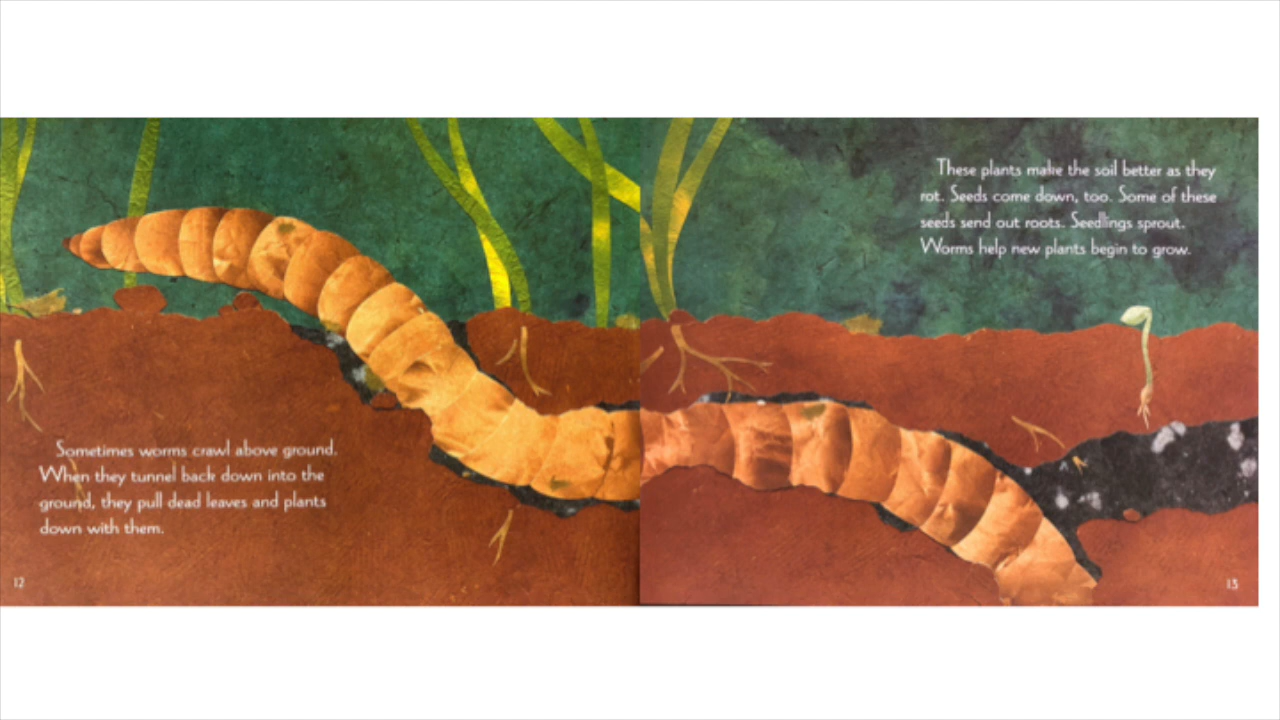 Sometimes worms crawl above ground.
When they tunnel back down into the
ground, they pull dead leaves and plants
down with them.
12
These plants make the soil better as they
rot. Seeds come down, too. Some of these
seeds send out roots. Seedlings sprout.
Worms help new plants begin to grow.
13